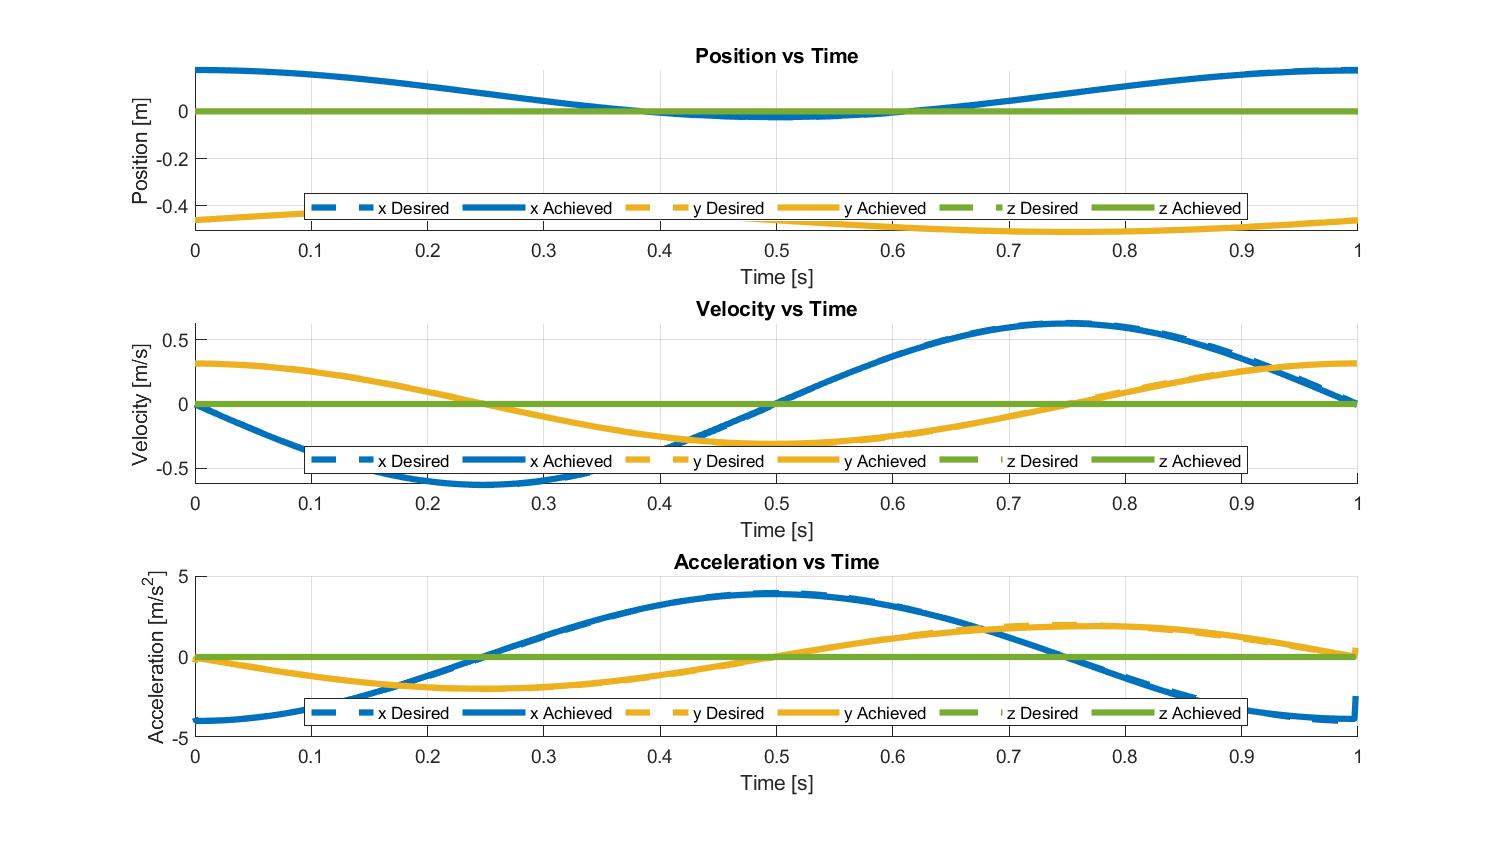 Position vs Time
Position [m]
0
-0.2
-0.4
x Desired x Achieved y Desired y Achieved z Desired z Achieved
0 0.1 0.2 0.3 0.4 0.5 0.6 0.7 0.8 0.9 1
Time [s]
Velocity vs Time
Velocity [m/s]
0.5
0
-0.5
x Desired x Achieved y Desired y Achieved z Desired z Achieved
0 0.1 0.2 0.3 0.4 0.5 0.6 0.7 0.8 0.9 1
Time [s]
Acceleration vs Time
Acceleration [m/s²]
5
0
-5
x Desired x Achieved y Desired y Achieved z Desired z Achieved
0 0.1 0.2 0.3 0.4 0.5 0.6 0.7 0.8 0.9 1
Time [s]